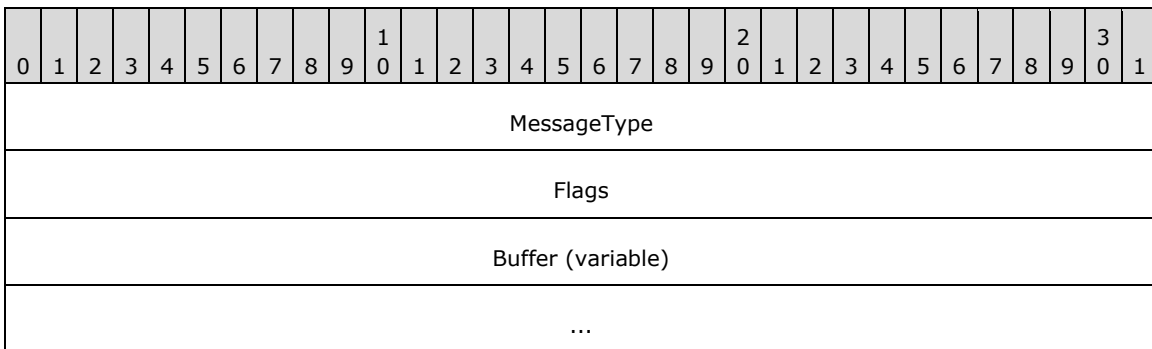 1 2 3
0 1 2 3 4 5 6 7 8 9 0 1 2 3 4 5 6 7 8 9 0 1 2 3 4 5 6 7 8 9 0 1
MessageType
Flags
Buffer (variable)
...